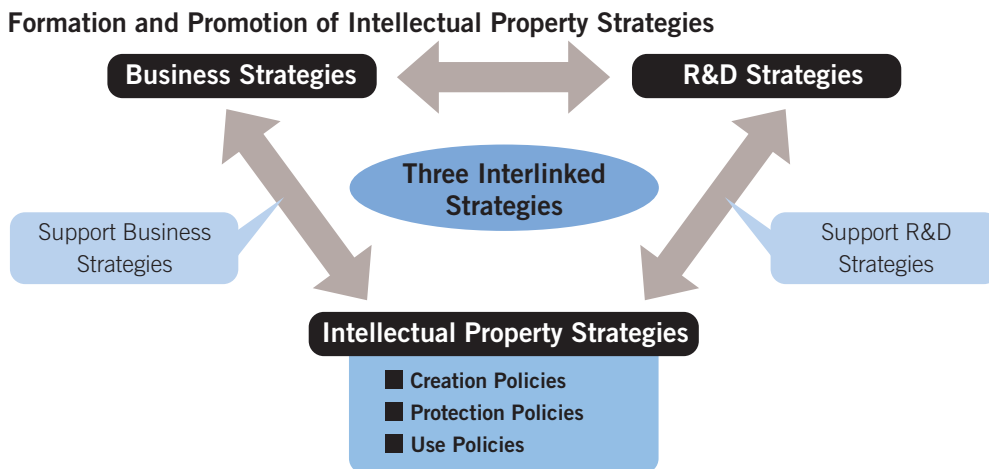 Formation and Promotion of Intellectual Property Strategies
Business Strategies
R&D Strategies
Three Interlinked
Strategies
Support Business
Strategies
Support R&D
Strategies
Intellectual Property Strategies
Creation Policies
Protection Policies
Use Policies